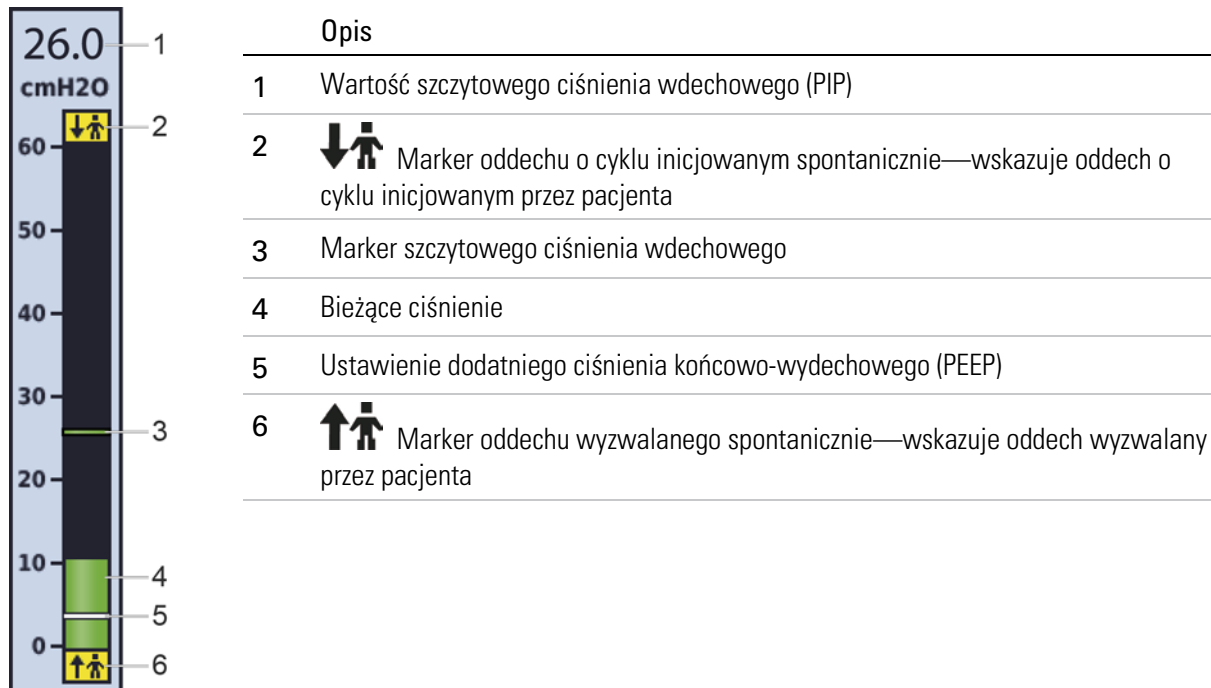 26.0
cmH2O
60
50
40
30
20
10
0
1
2
3
4
5
6
Opis
1 Wartość szczytowego ciśnienia wdechowego (PIP)
2 Marker oddechu o cyklu inicjowanym spontanicznie—wskazuje oddech o
cyklu inicjowanym przez pacjenta
3 Marker szczytowego ciśnienia wdechowego
4 Bieżące ciśnienie
5 Ustawienie dodatniego ciśnienia końcowo-wydechowego (PEEP)
6 Marker oddechu wyzwalanego spontanicznie—wskazuje oddech wyzwalany
przez pacjenta